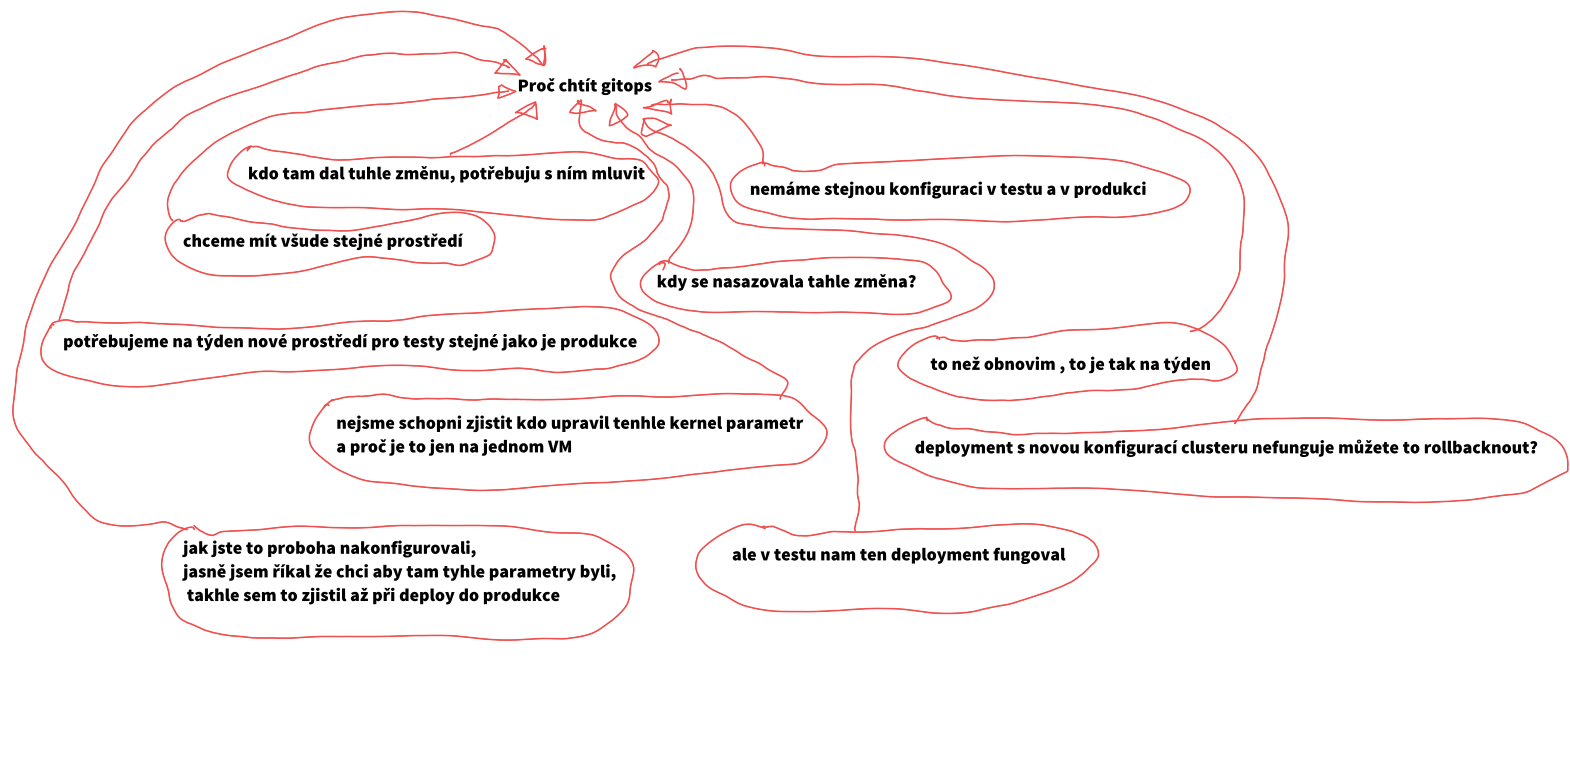 Proč chtít gitops
kdo tam dal tuhle změnu, potřebuju s ním mluvit
nemáme stejnou konfiguraci v testu a v produkci
chceme mít všude stejné prostředí
kdy se nasazovala tahle změna?
potřebujeme na týden nové prostředí pro testy stejné jako je produkce
to než obnovim , to je tak na týden
nejsme schopni zjistit kdo upravil tenhle kernel parametr
a proč je to jen na jednom VM
deployment s novou konfigurací clusteru nefunguje můžete to rollbacknout?
jak jste to proboha nakonfigurovali,
jasně jsem říkal že chci aby tam tyhle parametry byli,
takhle sem to zjistil až při deploy do produkce
ale v testu nam ten deployment fungoval